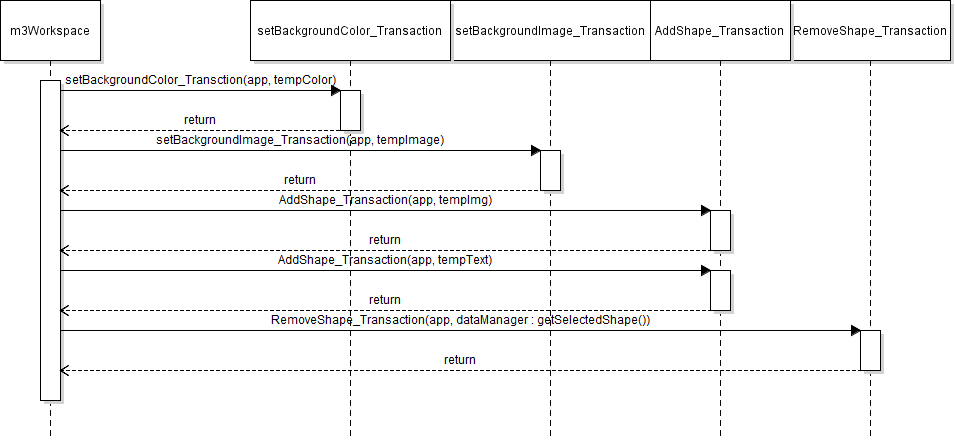 m3Workspace
setBackgroundColor_Transaction
setBackgroundImage_Transaction
AddShape_Transaction
RemoveShape_Transaction
setBackgroundColor_Transction(app, tempColor)
return
setBackgroundImage_Transaction(app, tempImage)
return
AddShape_Transaction(app, tempImg)
return
AddShape_Transaction(app, tempText)
return
RemoveShape_Transaction(app, dataManager : getSelectedShape())
return